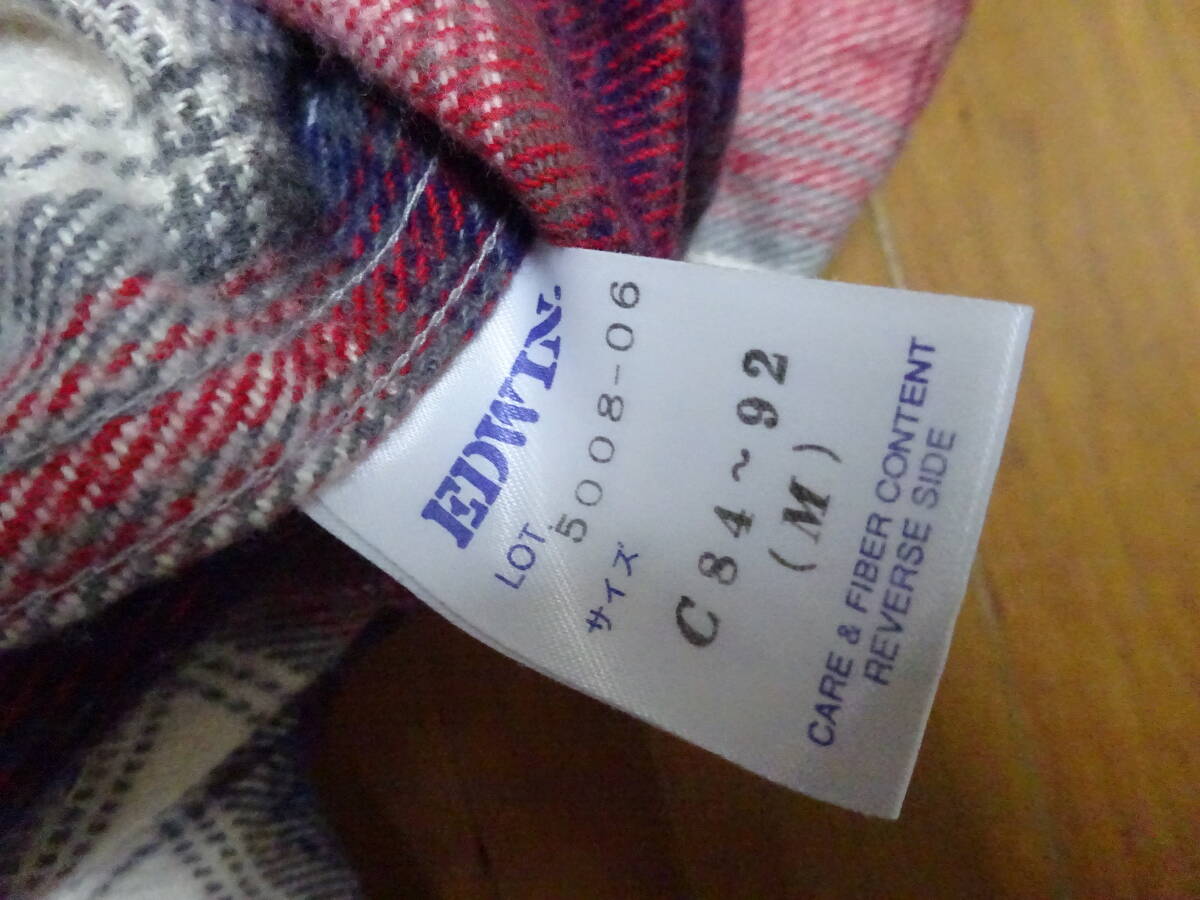 EDWIN.
LOT. 5008-06
サイズ
C84~92
(M)
CARE & FIBER CONTENT
REVERSE SIDE